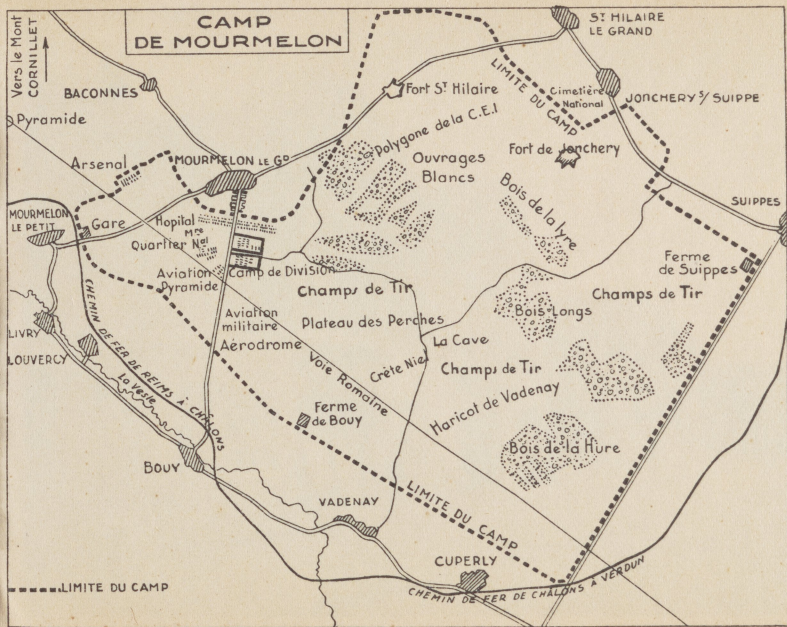 CAMP
DE MOURMELON
Vers le Mont
CORNILLET
ST HILAIRE
LE GRAND
BACONNES
Fort ST Hilaire
LIMITE DU CAMP
Cimetière
National
JONCHERY S/ SUIPPE
Pyramide
Polygone de la C.E.I
Arsenal
MOURMELON LE GD
Ouvrages
Blancs
Fort de Jonchery
Bois de la Lyre
SUIPPES
MOURMELON
LE PETIT
Gare
Hopital
Mre
Quartier Nal
Ferme
de Suippes
Aviation
Pyramide
Camp de Division
Champs de Tir
Champs de Tir
Bois Longs
Aviation
militaire
Aérodrome
Plateau des Perches
La Cave
LIVRY
LOUVERCY
CHEMIN DE FER DE REIMS À CHÂLONS
La Vesle
Voie Romaine
Crête Nie
Champs de Tir
Haricot de Vadenay
Ferme
de Bouy
Bois de la Hure
BOUY
LIMITE DU CAMP
VADENAY
CUPERLY
CHEMIN DE FER DE CHÂLONS À VERDUN
LIMITE DU CAMP